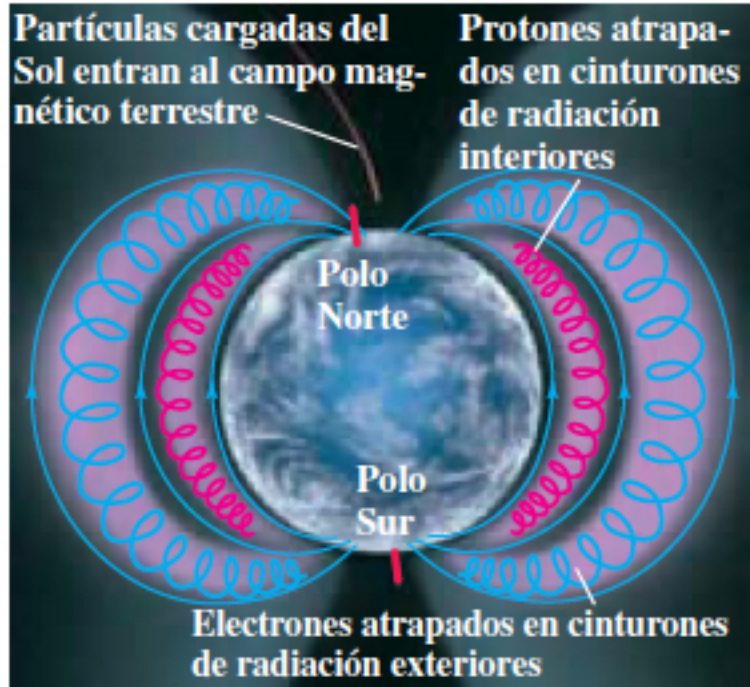 Partículas cargadas del
Sol entran al campo mag-
nético terrestre
Protones atrapa-
dos en cinturones
de radiación
interiores
Polo
Norte
Polo
Sur
Electrones atrapados en cinturones
de radiación exteriores